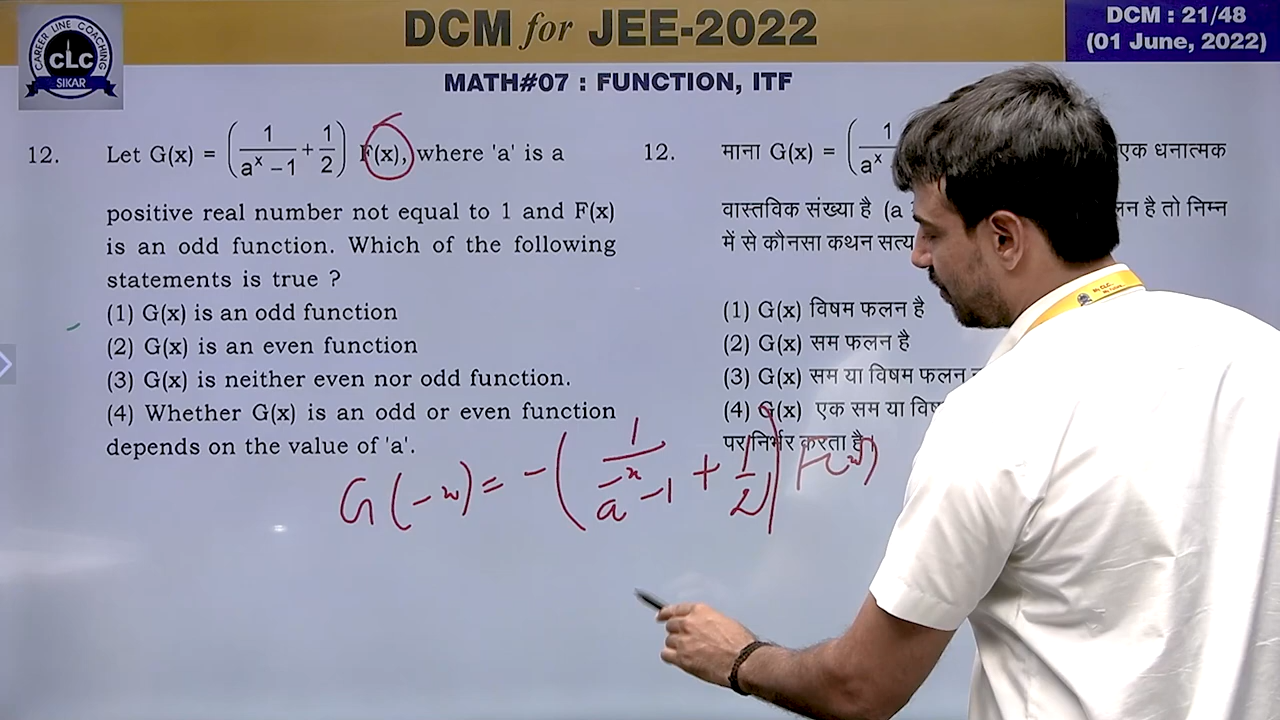 DCM for JEE-2022
DCM : 21/48
(01 June, 2022)
CAREER LINE COACHING
CLC
SIKAR
MATH#07 : FUNCTION, ITF
12. Let G(x) = (1/(aˣ −1) + 1/2) F(x), where 'a' is a
positive real number not equal to 1 and F(x)
is an odd function. Which of the following
statements is true ?
(1) G(x) is an odd function
(2) G(x) is an even function
(3) G(x) is neither even nor odd function.
(4) Whether G(x) is an odd or even function
depends on the value of 'a'.
12. माना G(x) = (1/aˣ एक धनात्मक
वास्तविक संख्या है (a लन है तो निम्न
में से कौनसा कथन सत्य
(1) G(x) विषम फलन है
(2) G(x) सम फलन है
(3) G(x) सम या विषम फलन
(4) G(x) एक सम या विष
पर निर्भर करता है।
G(-x) = -(1/(a⁻ˣ -1) + 1/2) F(x)